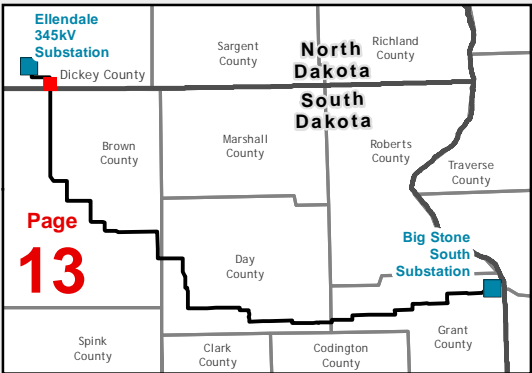 Ellendale
345kV
Substation
Dickey County
Sargent
County
Richland
County
North
Dakota
South
Dakota
Brown
County
Marshall
County
Roberts
County
Traverse
County
Page
13
Day
County
Big Stone
South
Substation
Grant
County
Spink
County
Clark
County
Codington
County